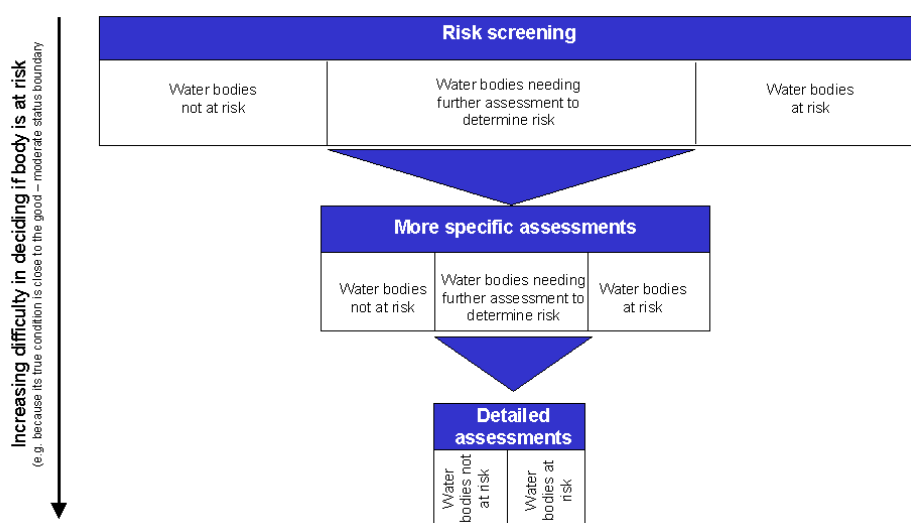 Increasing difficulty in deciding if body is at risk
(e.g. because its true condition is close to the good – moderate status boundary
Risk screening
Water bodies
not at risk
Water bodies needing
further assessment to
determine risk
Water bodies
at risk
More specific assessments
Water bodies
not at risk
Water bodies needing
further assessment to
determine risk
Water bodies
at risk
Detailed
assessments
Water
bodies not
at risk
Water
bodies at
risk